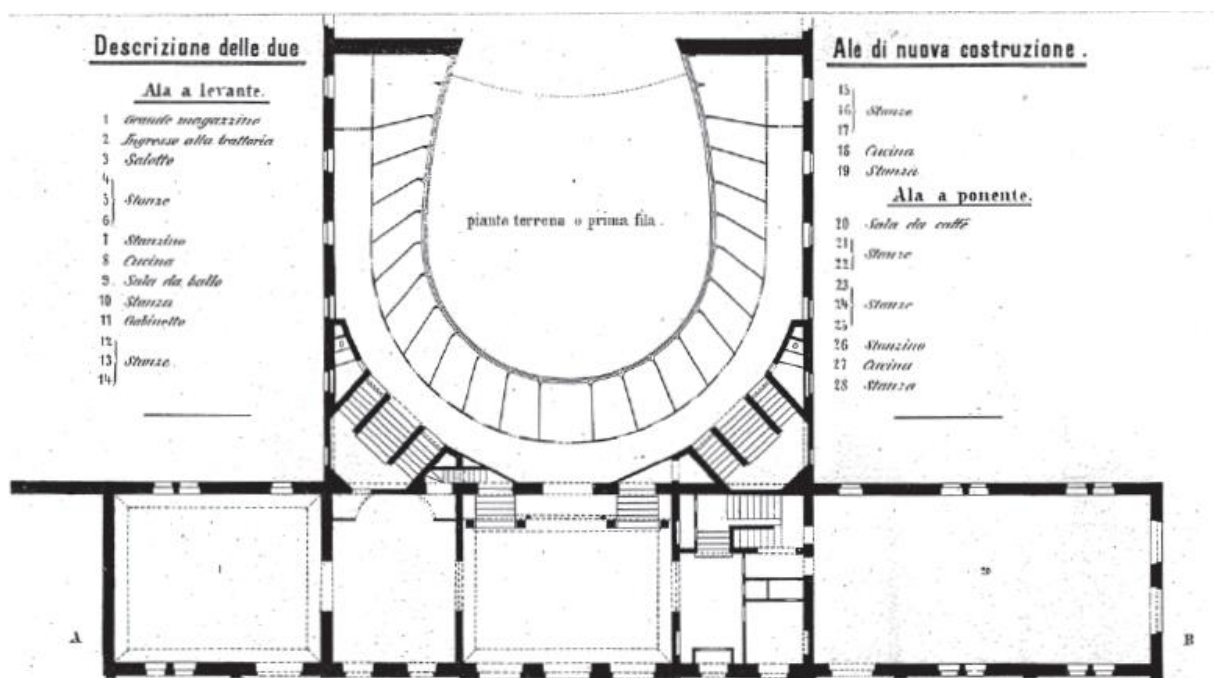 Descrizione delle due
Ala a levante.
1 Grande magazzino
2 Ingresso alla trattoria
3 Salotto
4
5 Stanze
6
7 Stanzino
8 Cucina
9 Sala da ballo
10 Stanza
11 Gabinetto
12
13 Stanze
14
Ale di nuova costruzione.
15
16 Stanze
17
18 Cucina
19 Stanza
Ala a ponente.
20 Sala da caffè
21
22 Stanze
23
24 Stanze
25
26 Stanzino
27 Cucina
28 Stanza
pianto terreno o prima fila.
1
20
A
B